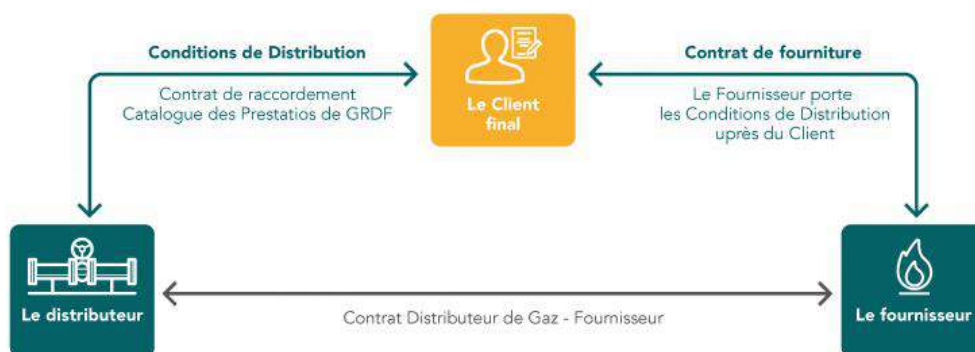 Conditions de Distribution
Contrat de raccordement
Catalogue des Prestatios de GRDF
Le Client
final
Contrat de fourniture
Le Fournisseur porte
les Conditions de Distribution
uprès du Client
Le distributeur
Contrat Distributeur de Gaz - Fournisseur
Le fournisseur